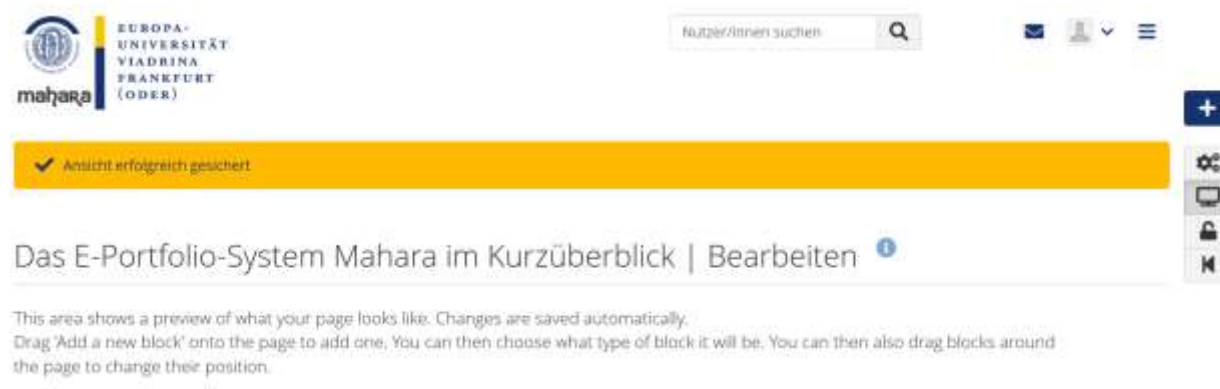 EUROPA-
UNIVERSITÄT
VIADRINA
FRANKFURT
(ODER)
mahara
Nutzer/innen suchen
Ansicht erfolgreich gesichert
Das E-Portfolio-System Mahara im Kurzüberblick | Bearbeiten
This area shows a preview of what your page looks like. Changes are saved automatically.
Drag 'Add a new block' onto the page to add one. You can then choose what type of block it will be. You can then also drag blocks around
the page to change their position.